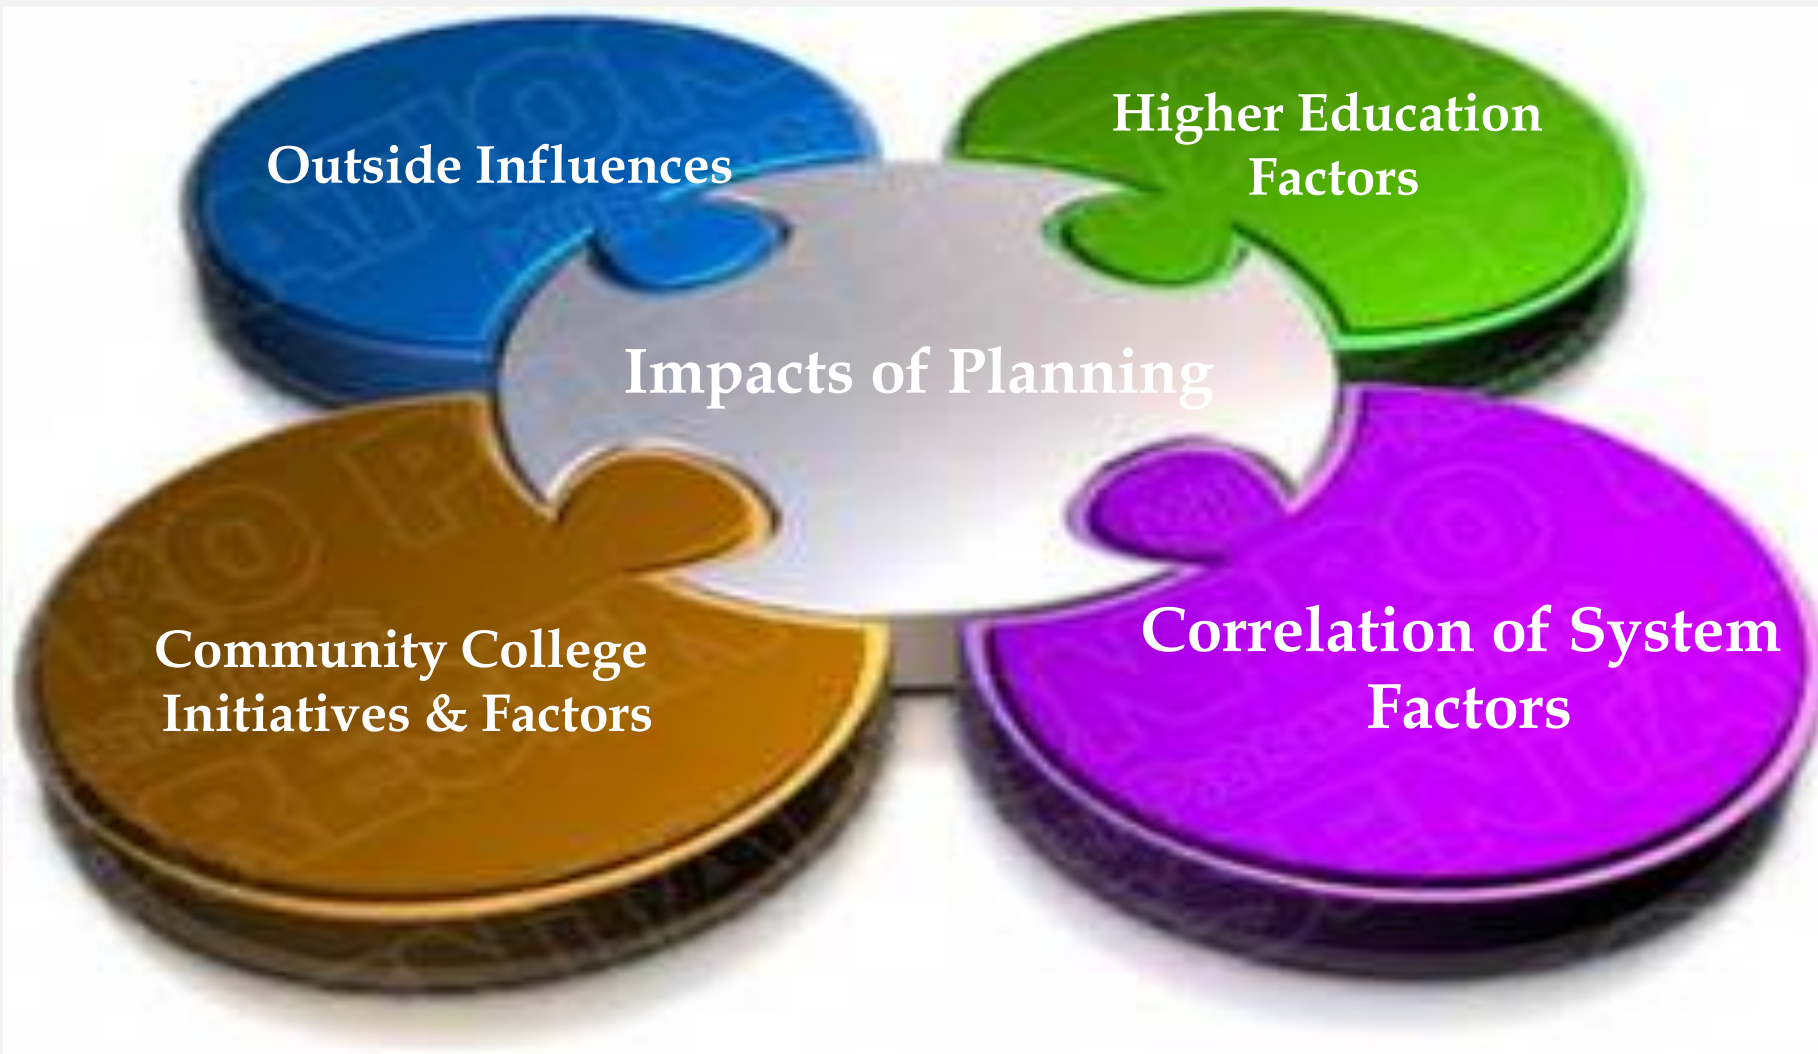 Outside Influences
Higher Education
Factors
Impacts of Planning
Community College
Initiatives & Factors
Correlation of System
Factors